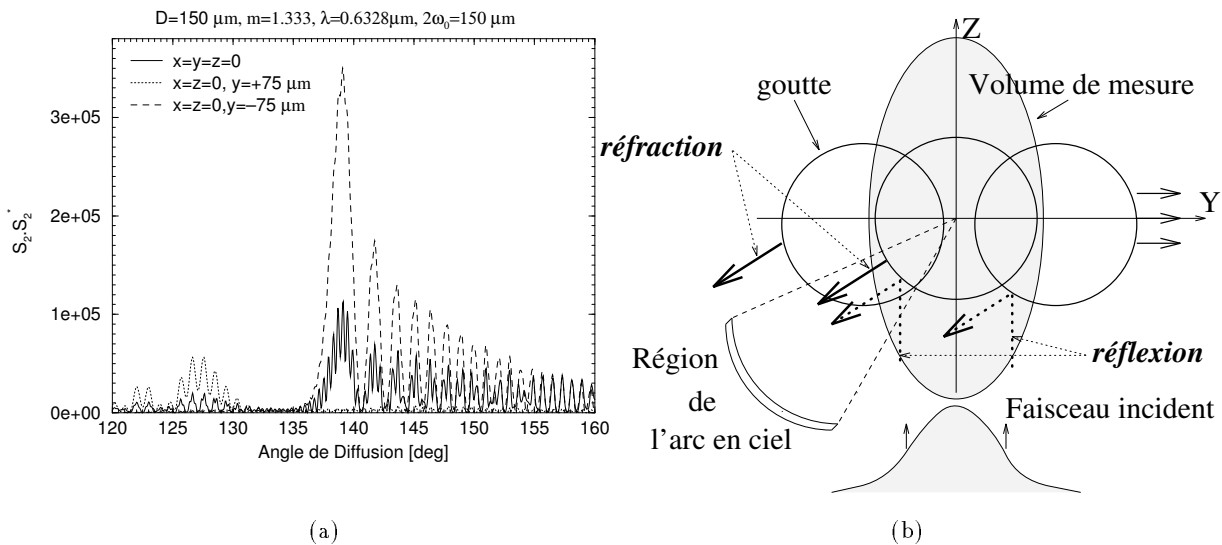 D=150 µm, m=1.333, λ=0.6328µm, 2ω₀=150 µm
x=y=z=0
x=z=0, y=+75 µm
x=z=0,y=−75 µm
3e+05
2e+05
1e+05
0e+00
S₂.S₂*
120 125 130 135 140 145 150 155 160
Angle de Diffusion [deg]
(a)
Z
goutte
Volume de mesure
réfraction
Y
réflexion
Région
de
l'arc en ciel
Faisceau incident
(b)